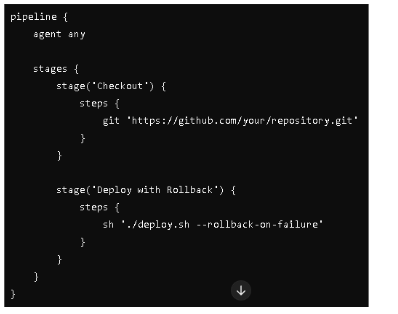 pipeline {
agent any
stages {
stage('Checkout') {
steps {
git "https://github.com/your/repository.git"
}
}
stage('Deploy with Rollback') {
steps {
sh "./deploy.sh --rollback-on-failure"
}
}
}
}